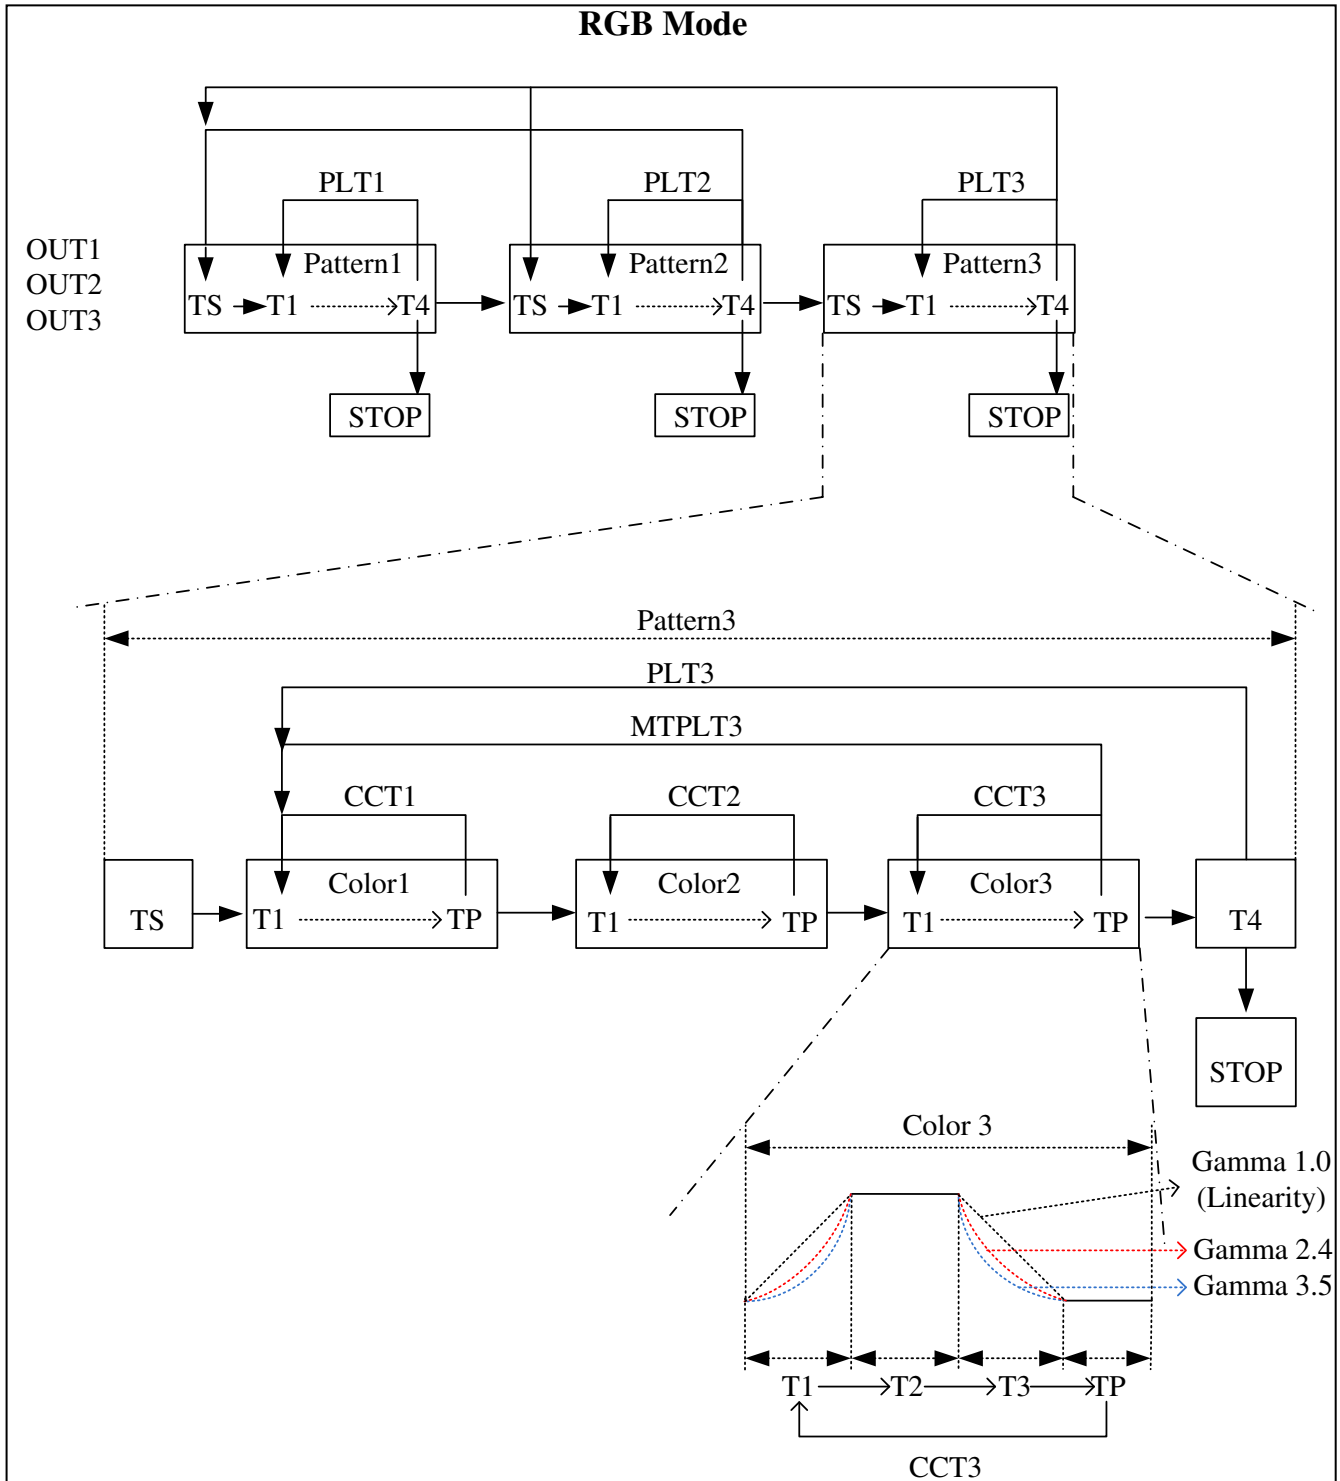 RGB Mode
PLT1
PLT2
PLT3
OUT1
OUT2
OUT3
Pattern1
TS T1 T4
Pattern2
TS T1 T4
Pattern3
TS T1 T4
STOP
STOP
STOP
Pattern3
PLT3
MTPLT3
CCT1
CCT2
CCT3
TS
Color1
T1 TP
Color2
T1 TP
Color3
T1 TP
T4
STOP
Color 3
Gamma 1.0
(Linearity)
Gamma 2.4
Gamma 3.5
T1 T2 T3 TP
CCT3